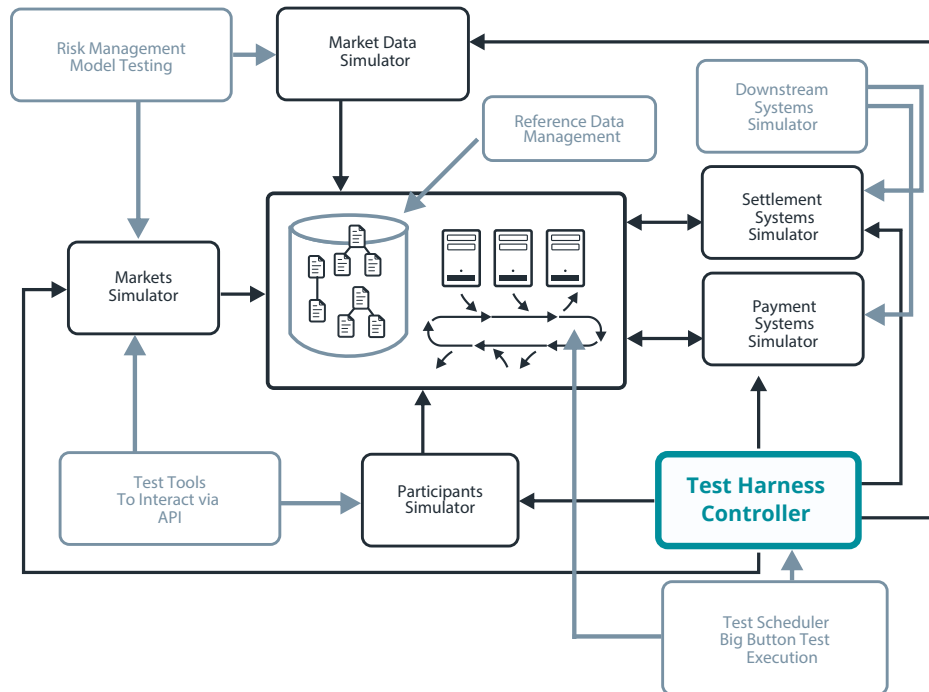 Risk Management
Model Testing
Market Data
Simulator
Downstream
Systems
Simulator
Reference Data
Management
Settlement
Systems
Simulator
Markets
Simulator
Payment
Systems
Simulator
Test Tools
To Interact via
API
Participants
Simulator
Test Harness
Controller
Test Scheduler
Big Button Test
Execution